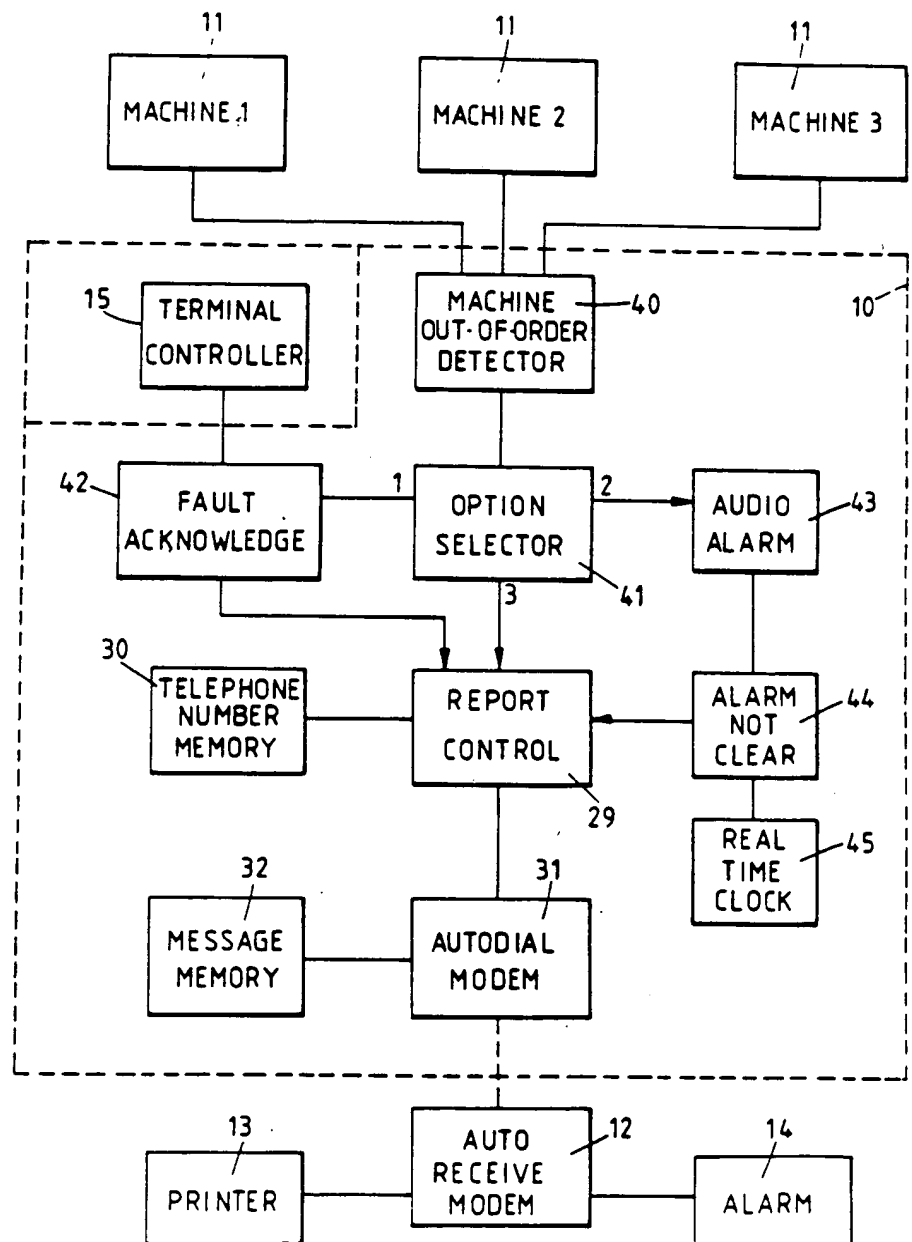 11
11
11
MACHINE 1
MACHINE 2
MACHINE 3
15
TERMINAL
CONTROLLER
MACHINE
OUT-OF-ORDER
DETECTOR
40
10
42
FAULT
ACKNOWLEDGE
1
OPTION
SELECTOR
2
3
41
AUDIO
ALARM
43
30
TELEPHONE
NUMBER
MEMORY
REPORT
CONTROL
29
ALARM
NOT
CLEAR
44
REAL
TIME
CLOCK
45
32
MESSAGE
MEMORY
31
AUTODIAL
MODEM
13
PRINTER
AUTO
RECEIVE
MODEM
12
14
ALARM